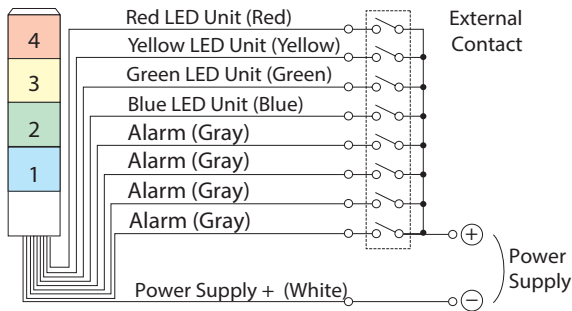 4
3
2
1
Red LED Unit (Red)
Yellow LED Unit (Yellow)
Green LED Unit (Green)
Blue LED Unit (Blue)
Alarm (Gray)
Alarm (Gray)
Alarm (Gray)
Alarm (Gray)
Power Supply + (White)
External
Contact
+
−
Power
Supply